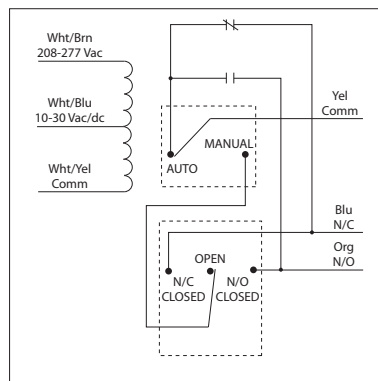 Wht/Brn
208-277 Vac
Wht/Blu
10-30 Vac/dc
Wht/Yel
Comm
Yel
Comm
AUTO
MANUAL
Blu
N/C
Org
N/O
OPEN
N/C
CLOSED
N/O
CLOSED